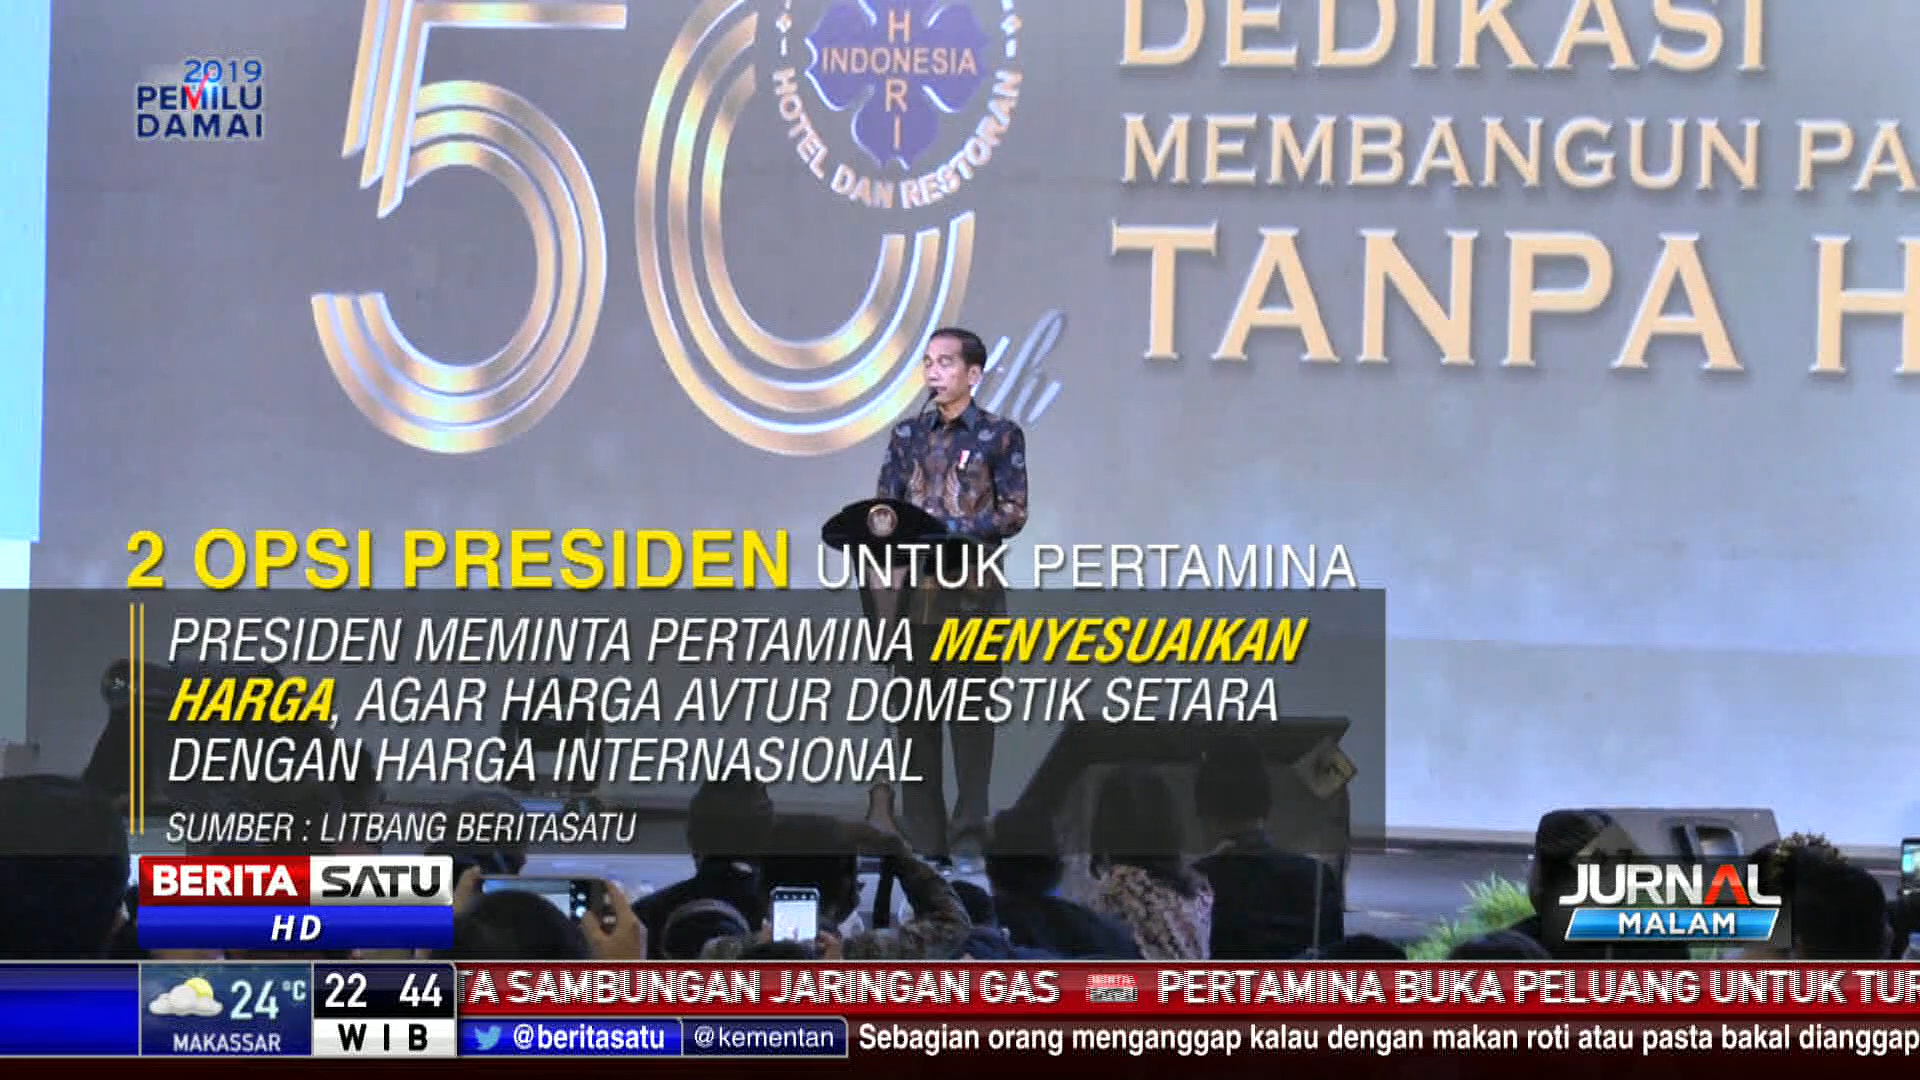 50th
HRI
INDONESIA
HOTEL DAN RESTORAN
DEDIKASI
MEMBANGUN PA
TANPA H
2019
PEMILU
DAMAI
2 OPSI PRESIDEN UNTUK PERTAMINA
PRESIDEN MEMINTA PERTAMINA MENYESUAIKAN
HARGA, AGAR HARGA AVTUR DOMESTIK SETARA
DENGAN HARGA INTERNASIONAL
SUMBER : LITBANG BERITASATU
BERITA SATU
HD
JURNAL
MALAM
24°C
MAKASSAR
22 44
WIB
TA SAMBUNGAN JARINGAN GAS PERTAMINA BUKA PELUANG UNTUK TUR
@beritasatu @kementan Sebagian orang menganggap kalau dengan makan roti atau pasta bakal dianggap